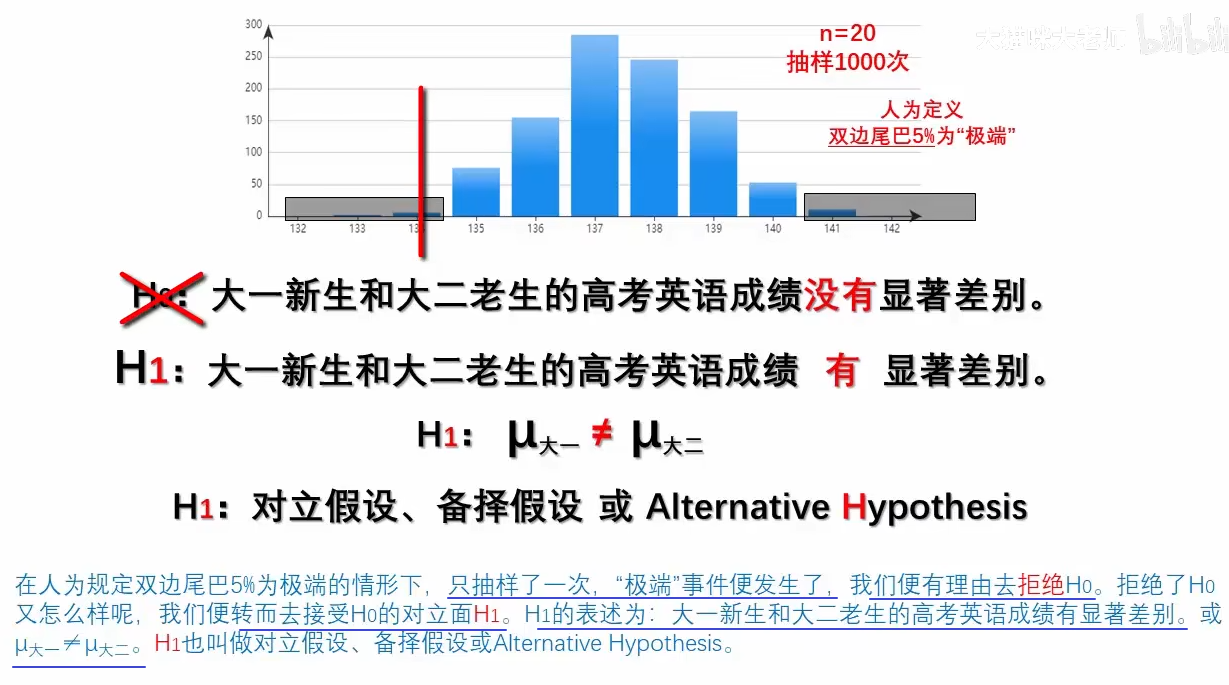 300
n=20
抽样1000次
250
200
人为定义
双边尾巴5%为“极端”
150
100
50
0
132 133 135 136 137 138 139 140 141 142
H0：大一新生和大二老生的高考英语成绩没有显著差别。
H1：大一新生和大二老生的高考英语成绩 有 显著差别。
H1： μ大一 ≠ μ大二
H1：对立假设、备择假设 或 Alternative Hypothesis
在人为规定双边尾巴5%为极端的情形下，只抽样了一次，“极端”事件便发生了，我们便有理由去拒绝H0。拒绝了H0
又怎么样呢，我们便转而去接受H0的对立面H1。H1的表述为：大一新生和大二老生的高考英语成绩有显著差别。或
μ大一≠μ大二。H1也叫做对立假设、备择假设或Alternative Hypothesis。